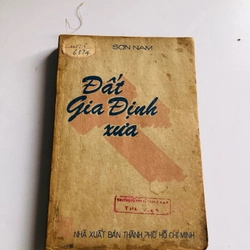 SƠN NAM
Đất
Gia Định
xưa
NHÀ XUẤT BẢN THÀNH PHỐ HỒ CHÍ MINH